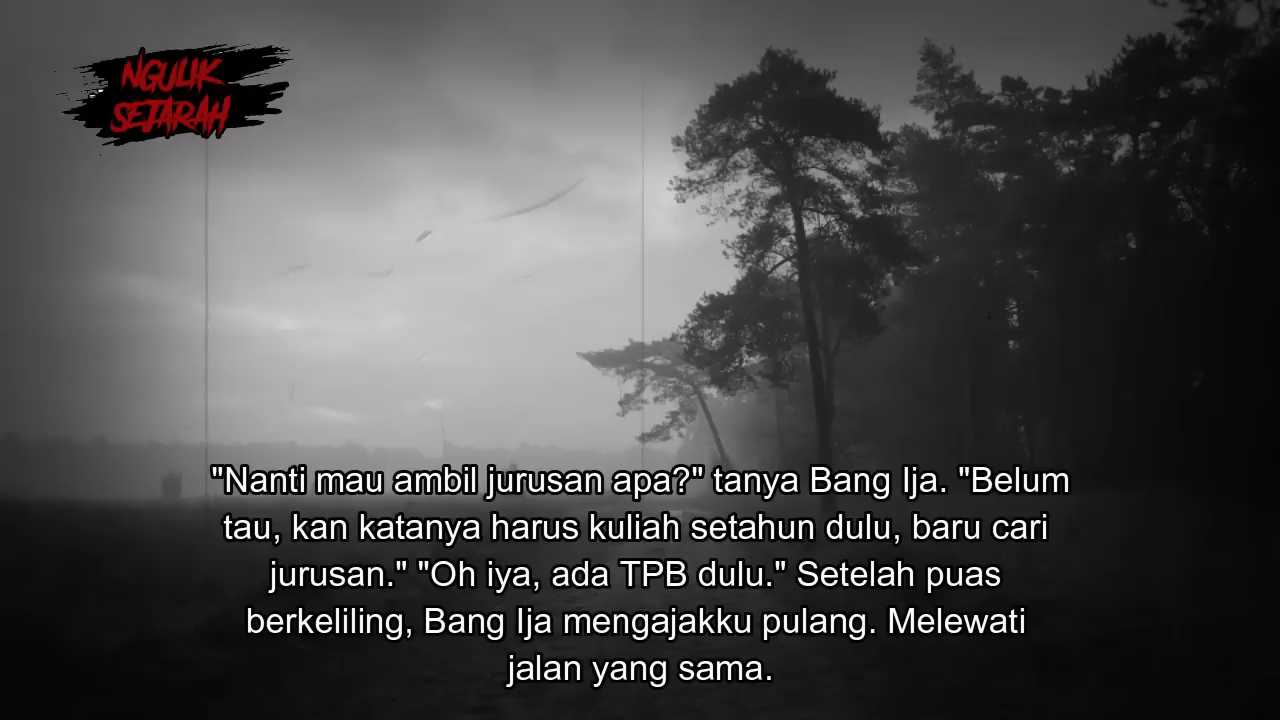 NGULIK
SEJARAH
"Nanti mau ambil jurusan apa?" tanya Bang Ija. "Belum
tau, kan katanya harus kuliah setahun dulu, baru cari
jurusan." "Oh iya, ada TPB dulu." Setelah puas
berkeliling, Bang Ija mengajakku pulang. Melewati
jalan yang sama.